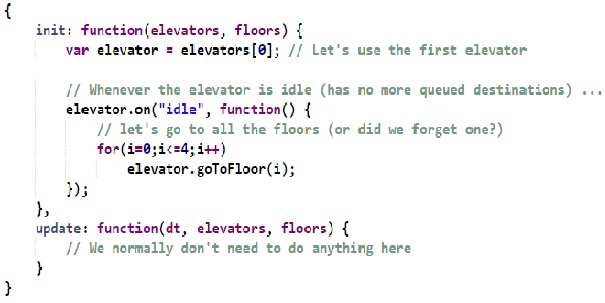 {
    init: function(elevators, floors) {
        var elevator = elevators[0]; // Let's use the first elevator
        // Whenever the elevator is idle (has no more queued destinations) ...
        elevator.on("idle", function() {
            // let's go to all the floors (or did we forget one?)
            for(i=0;i<=4;i++)
                elevator.goToFloor(i);
        });
    },
    update: function(dt, elevators, floors) {
        // We normally don't need to do anything here
    }
}